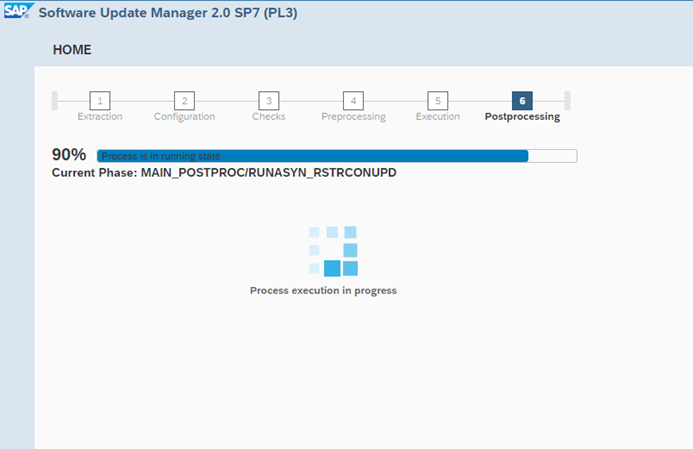 SAP Software Update Manager 2.0 SP7 (PL3)
HOME
1 2 3 4 5 6
Extraction Configuration Checks Preprocessing Execution Postprocessing
90% Process is in running state
Current Phase: MAIN_POSTPROC/RUNASYN_RSTRCONUPD
Process execution in progress